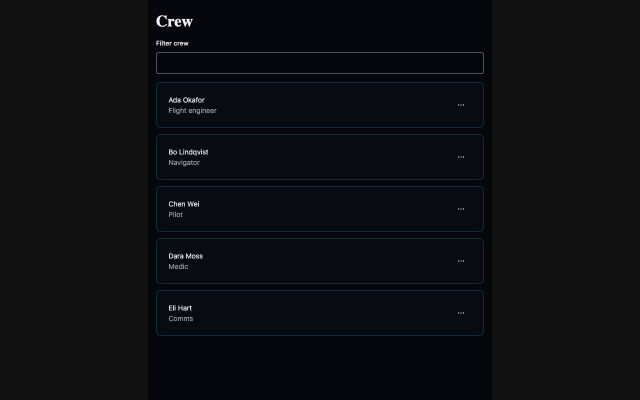 Crew
Filter crew
Ada Okafor
Flight engineer
...
Bo Lindqvist
Navigator
...
Chen Wei
Pilot
...
Dara Moss
Medic
...
Eli Hart
Comms
...